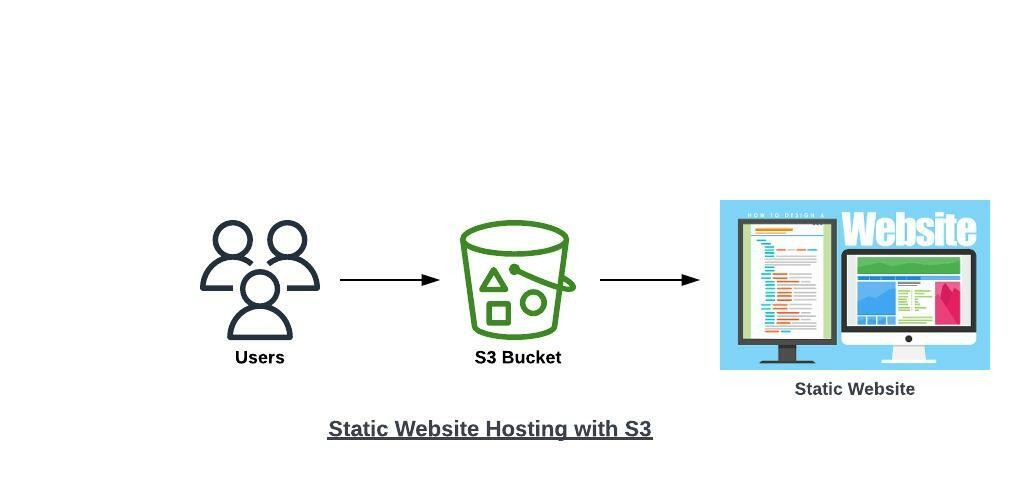 HOW TO DESIGN A
Website
Users
S3 Bucket
Static Website
Static Website Hosting with S3